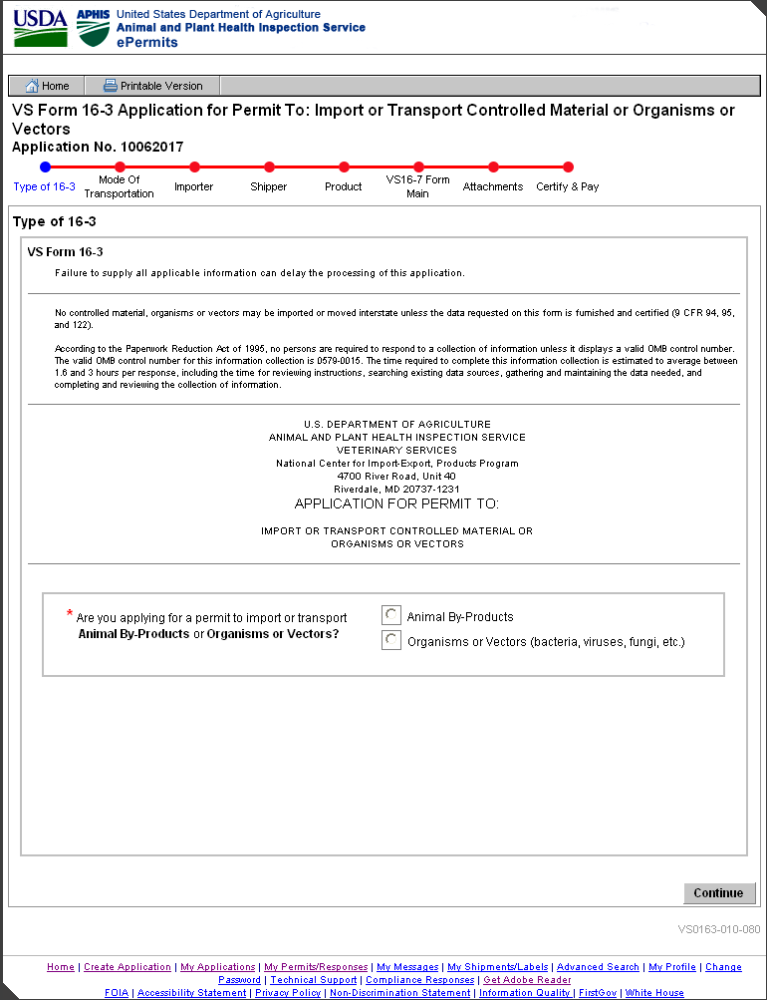 USDA APHIS United States Department of Agriculture
Animal and Plant Health Inspection Service
ePermits
Home Printable Version
VS Form 16-3 Application for Permit To: Import or Transport Controlled Material or Organisms or
Vectors
Application No. 10062017
Type of 16-3 Mode Of Transportation Importer Shipper Product VS16-7 Form Main Attachments Certify & Pay
Type of 16-3
VS Form 16-3
Failure to supply all applicable information can delay the processing of this application.
No controlled material, organisms or vectors may be imported or moved interstate unless the data requested on this form is furnished and certified (9 CFR 94, 95,
and 122).
According to the Paperwork Reduction Act of 1995, no persons are required to respond to a collection of information unless it displays a valid OMB control number.
The valid OMB control number for this information collection is 0579-0015. The time required to complete this information collection is estimated to average between
1.6 and 3 hours per response, including the time for reviewing instructions, searching existing data sources, gathering and maintaining the data needed, and
completing and reviewing the collection of information.
U.S. DEPARTMENT OF AGRICULTURE
ANIMAL AND PLANT HEALTH INSPECTION SERVICE
VETERINARY SERVICES
National Center for Import-Export, Products Program
4700 River Road, Unit 40
Riverdale, MD 20737-1231
APPLICATION FOR PERMIT TO:
IMPORT OR TRANSPORT CONTROLLED MATERIAL OR
ORGANISMS OR VECTORS
* Are you applying for a permit to import or transport
Animal By-Products or Organisms or Vectors?
Animal By-Products
Organisms or Vectors (bacteria, viruses, fungi, etc.)
Continue
VS0163-010-080
Home | Create Application | My Applications | My Permits/Responses | My Messages | My Shipments/Labels | Advanced Search | My Profile | Change
Password | Technical Support | Compliance Responses | Get Adobe Reader
FOIA | Accessibility Statement | Privacy Policy | Non-Discrimination Statement | Information Quality | FirstGov | White House